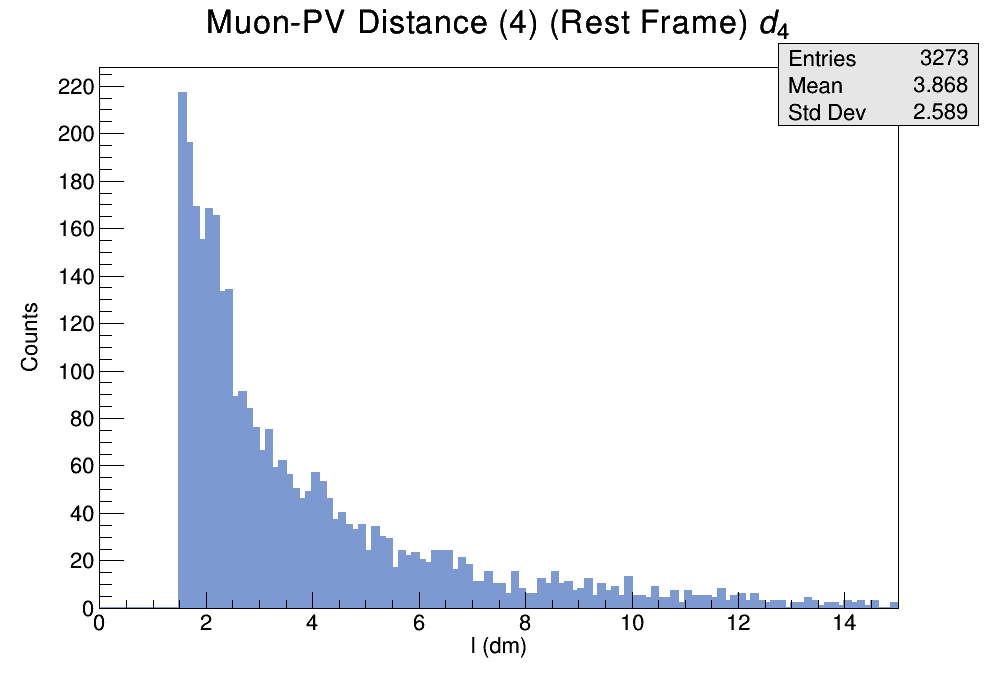 Muon-PV Distance (4) (Rest Frame) d4
Entries 3273
Mean 3.868
Std Dev 2.589
220
200
180
160
140
120
100
80
60
40
20
0
Counts
0 2 4 6 8 10 12 14
l (dm)